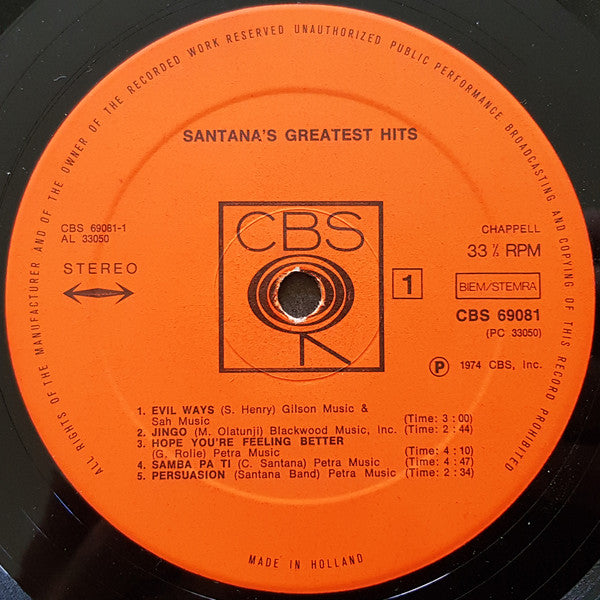 ALL RIGHTS OF THE MANUFACTURER AND OF THE OWNER OF THE RECORDED WORK RESERVED UNAUTHORIZED PUBLIC PERFORMANCE BROADCASTING AND COPYING OF THIS RECORD PROHIBITED
SANTANA'S GREATEST HITS
CBS
CBS 69081-1
AL 33050
STEREO
CHAPPELL
33 ⅓ RPM
1
BIEM/STEMRA
CBS 69081
(PC 33050)
Ⓟ 1974 CBS, Inc.
1. EVIL WAYS (S. Henry) Gilson Music &
Sah Music (Time: 3 : 00)
2. JINGO (M. Olatunji) Blackwood Music, Inc. (Time: 2 : 44)
3. HOPE YOU'RE FEELING BETTER
(G. Rolie) Petra Music (Time: 4 : 10)
4. SAMBA PA TI (C. Santana) Petra Music (Time: 4 : 47)
5. PERSUASION (Santana Band) Petra Music (Time: 2 : 34)
MADE IN HOLLAND